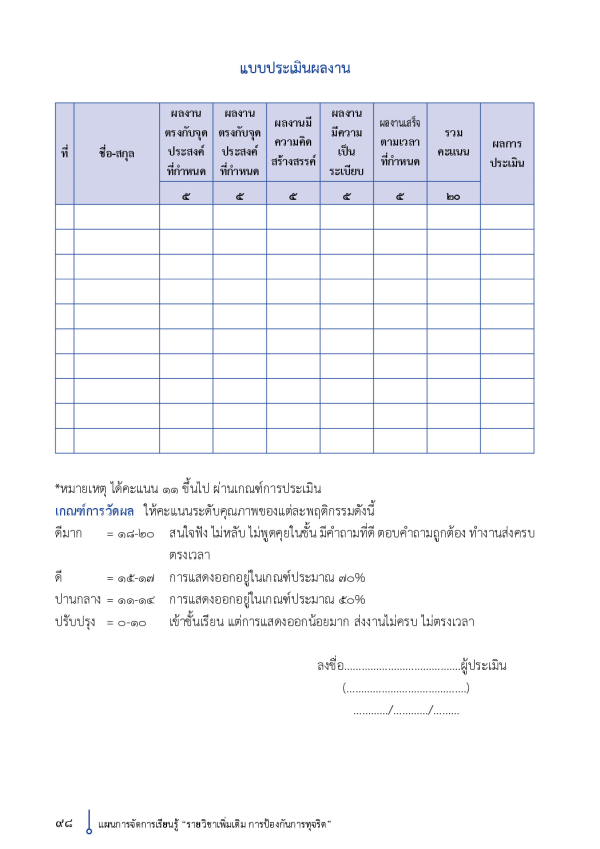 แบบประเมินผลงาน
ที่ ชื่อ-สกุล ผลงานตรงกับจุดประสงค์ที่กำหนด ผลงานตรงกับจุดประสงค์ที่กำหนด ผลงานมีความคิดสร้างสรรค์ ผลงานมีความเป็นระเบียบ ผลงานเสร็จตามเวลาที่กำหนด รวมคะแนน ผลการประเมิน
๕ ๕ ๕ ๕ ๕ ๒๐
*หมายเหตุ ได้คะแนน ๑๑ ขึ้นไป ผ่านเกณฑ์การประเมิน
เกณฑ์การวัดผล ให้คะแนนระดับคุณภาพของแต่ละพฤติกรรมดังนี้
ดีมาก = ๑๘-๒๐ สนใจฟัง ไม่หลับ ไม่พูดคุยในชั้น มีคำถามที่ดี ตอบคำถามถูกต้อง ทำงานส่งครบ
ตรงเวลา
ดี = ๑๕-๑๗ การแสดงออกอยู่ในเกณฑ์ประมาณ ๗๐%
ปานกลาง = ๑๑-๑๔ การแสดงออกอยู่ในเกณฑ์ประมาณ ๕๐%
ปรับปรุง = ๐-๑๐ เข้าชั้นเรียน แต่การแสดงออกน้อยมาก ส่งงานไม่ครบ ไม่ตรงเวลา
ลงชื่อ........................................ผู้ประเมิน
(.........................................)
............/............/.........
๙๘ แผนการจัดการเรียนรู้ “รายวิชาเพิ่มเติม การป้องกันการทุจริต”